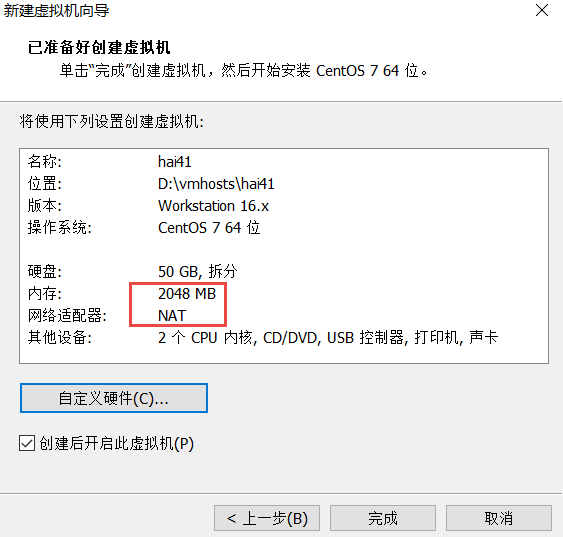 新建虚拟机向导
已准备好创建虚拟机
单击“完成”创建虚拟机，然后开始安装 CentOS 7 64 位。
将使用下列设置创建虚拟机:
名称: hai41
位置: D:\vmhosts\hai41
版本: Workstation 16.x
操作系统: CentOS 7 64 位
硬盘: 50 GB, 拆分
内存: 2048 MB
网络适配器: NAT
其他设备: 2 个 CPU 内核, CD/DVD, USB 控制器, 打印机, 声卡
自定义硬件(C)...
创建后开启此虚拟机(P)
< 上一步(B) 完成 取消